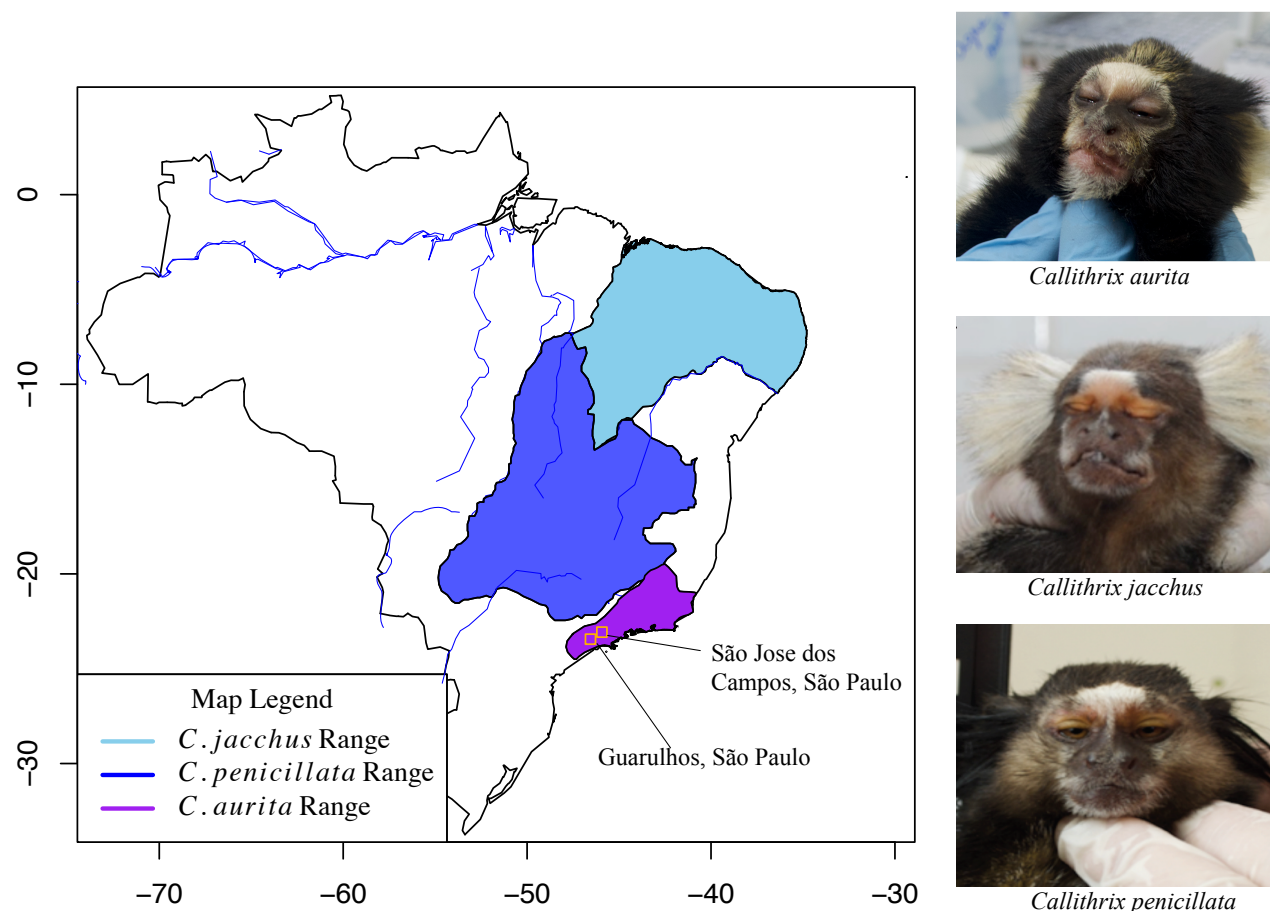 0
−10
−20
−30
−70
−60
−50
−40
−30
São Jose dos
Campos, São Paulo
Guarulhos, São Paulo
Map Legend
C. jacchus Range
C. penicillata Range
C. aurita Range
Callithrix aurita
Callithrix jacchus
Callithrix penicillata